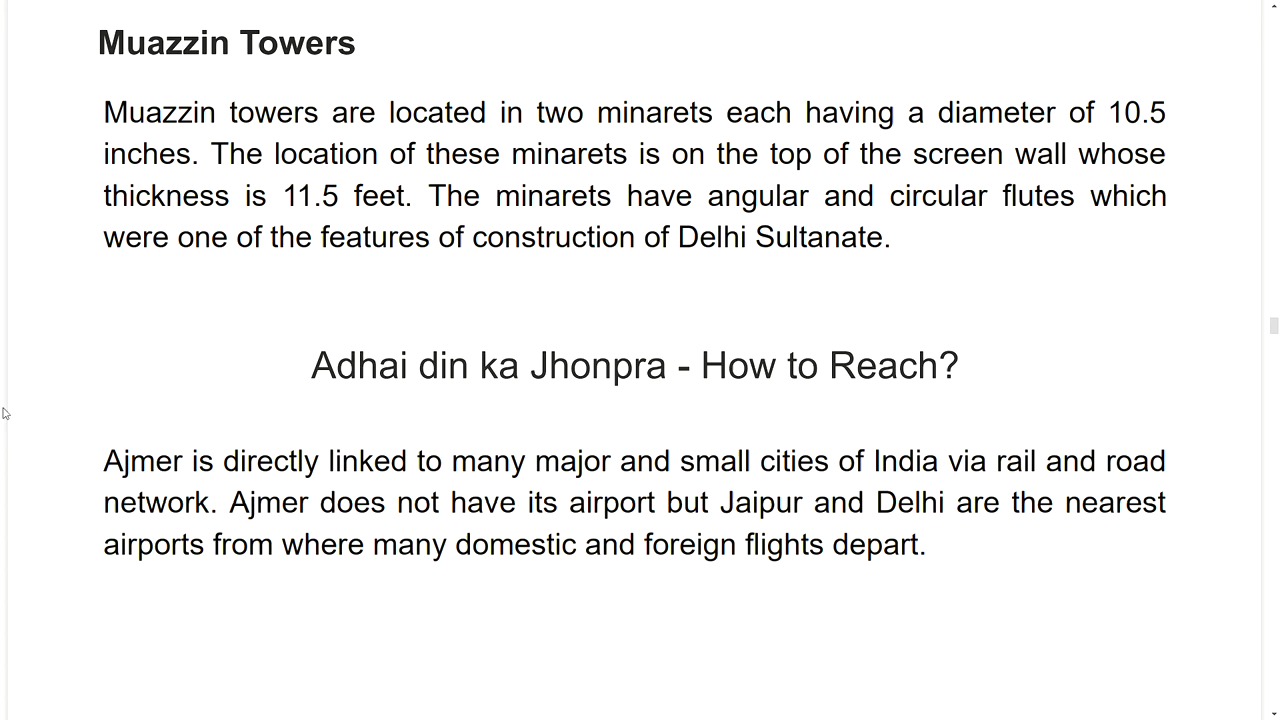 Muazzin Towers
Muazzin towers are located in two minarets each having a diameter of 10.5
inches. The location of these minarets is on the top of the screen wall whose
thickness is 11.5 feet. The minarets have angular and circular flutes which
were one of the features of construction of Delhi Sultanate.
Adhai din ka Jhonpra - How to Reach?
Ajmer is directly linked to many major and small cities of India via rail and road
network. Ajmer does not have its airport but Jaipur and Delhi are the nearest
airports from where many domestic and foreign flights depart.